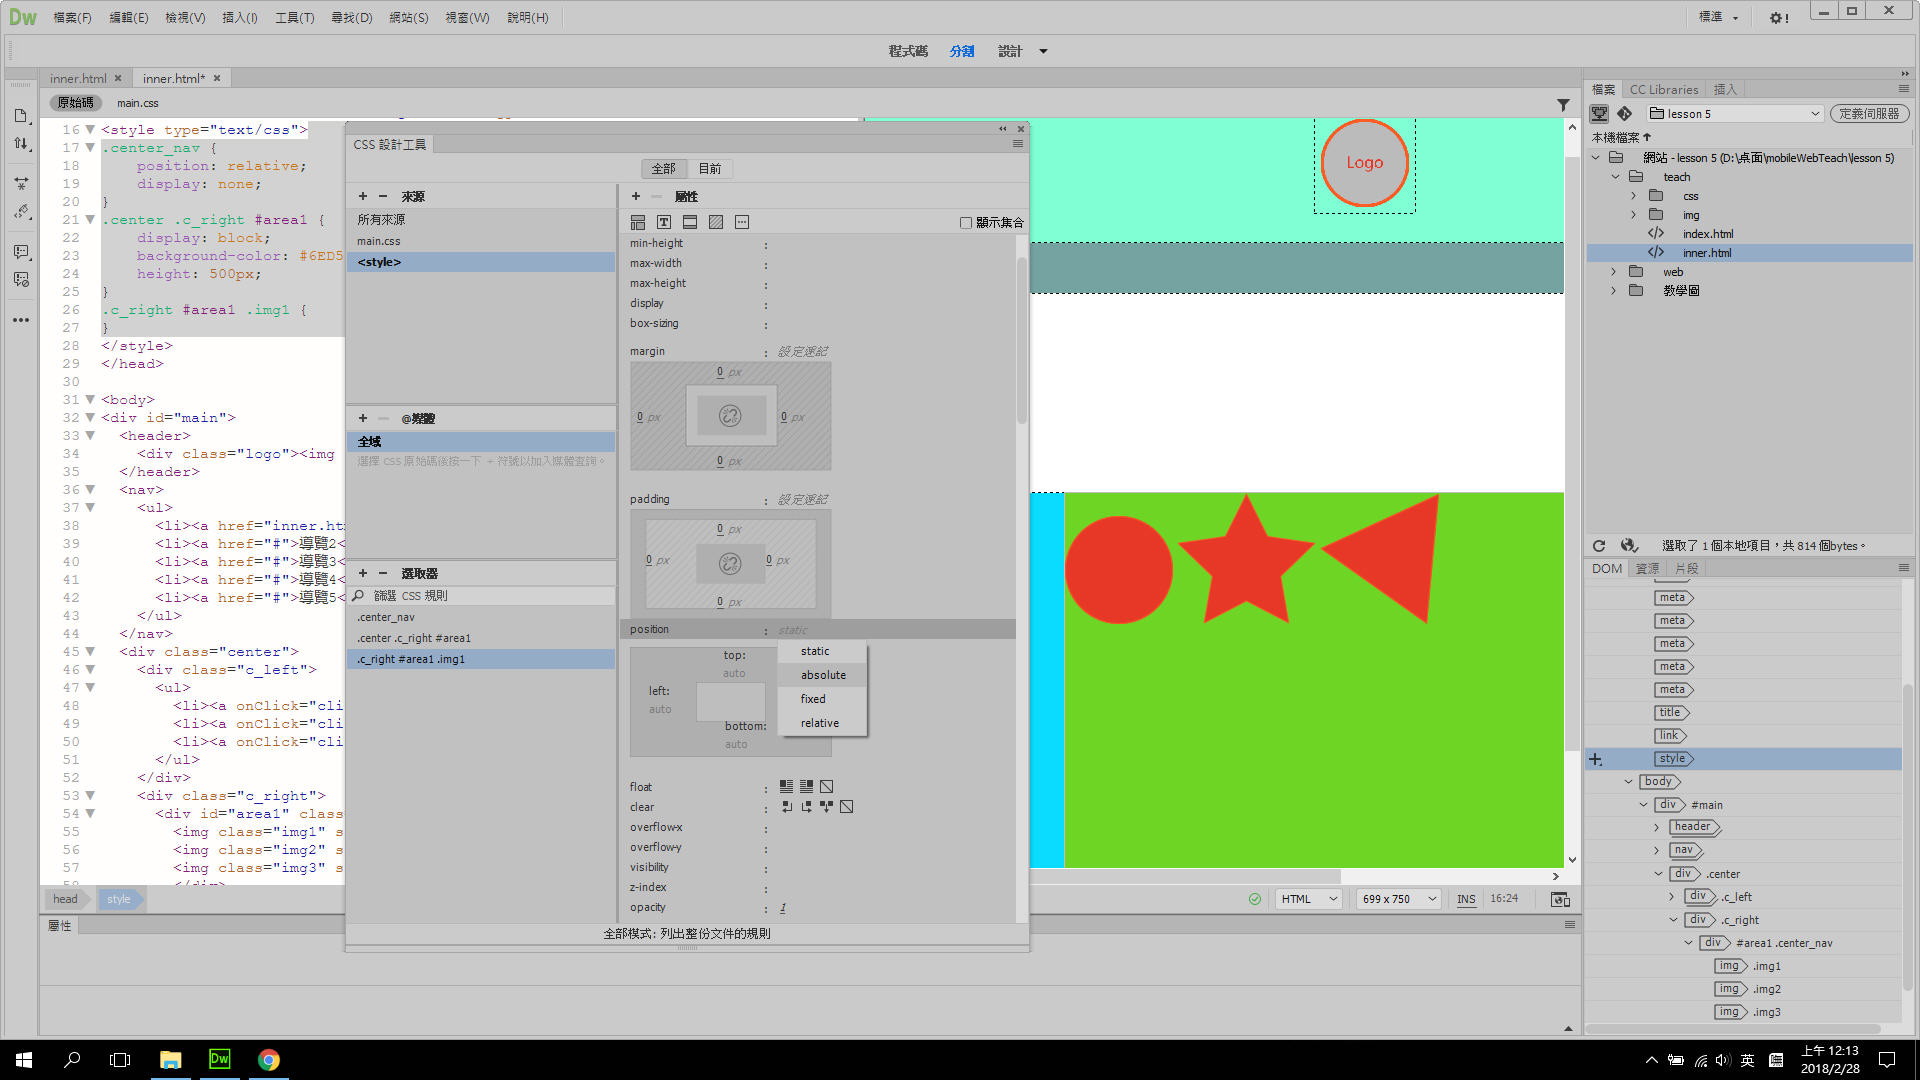 Dw 檔案(F) 編輯(E) 檢視(V) 插入(I) 工具(T) 尋找(D) 網站(S) 視窗(W) 說明(H) 標準
程式碼 分割 設計
inner.html × inner.html* ×
原始碼 main.css
16 <style type="text/css">
17 .center_nav {
18 position: relative;
19 display: none;
20 }
21 .center .c_right #area1 {
22 display: block;
23 background-color: #6ED5
24 height: 500px;
25 }
26 .c_right #area1 .img1 {
27 }
28 </style>
29 </head>
30
31 <body>
32 <div id="main">
33 <header>
34 <div class="logo"><img
35 </header>
36 <nav>
37 <ul>
38 <li><a href="inner.ht
39 <li><a href="#">導覽2<
40 <li><a href="#">導覽3<
41 <li><a href="#">導覽4<
42 <li><a href="#">導覽5<
43 </ul>
44 </nav>
45 <div class="center">
46 <div class="c_left">
47 <ul>
48 <li><a onClick="cli
49 <li><a onClick="cli
50 <li><a onClick="cli
51 </ul>
52 </div>
53 <div class="c_right">
54 <div id="area1" class
55 <img class="img1" s
56 <img class="img2" s
57 <img class="img3" s
head style
屬性
CSS 設計工具
全部 目前
+ − 來源
所有來源
main.css
<style>
+ − @媒體
全域
選擇 CSS 原始碼後按一下 + 符號以加入媒體查詢。
+ − 選取器
篩選 CSS 規則
.center_nav
.center .c_right #area1
.c_right #area1 .img1
+ − 屬性
顯示集合
min-height :
max-width :
max-height :
display :
box-sizing :
margin : 設定速記
0 px
0 px 0 px
0 px
padding : 設定速記
0 px
0 px 0 px
0 px
position : static
static
absolute
fixed
relative
top:
auto
left:
auto
bottom:
auto
float :
clear :
overflow-x :
overflow-y :
visibility :
z-index :
opacity : 1
全部模式: 列出整份文件的規則
Logo
HTML 699 x 750 INS 16:24
檔案 CC Libraries 插入
lesson 5 定義伺服器
本機檔案
網站 - lesson 5 (D:\桌面\mobileWebTeach\lesson 5)
teach
css
img
index.html
inner.html
web
教學圖
選取了 1 個本地項目，共 814 個bytes。
DOM 資源 片段
meta
meta
meta
meta
meta
title
link
style
body
div #main
header
nav
div .center
div .c_left
div .c_right
div #area1 .center_nav
img .img1
img .img2
img .img3
Dw
英
上午 12:13
2018/2/28